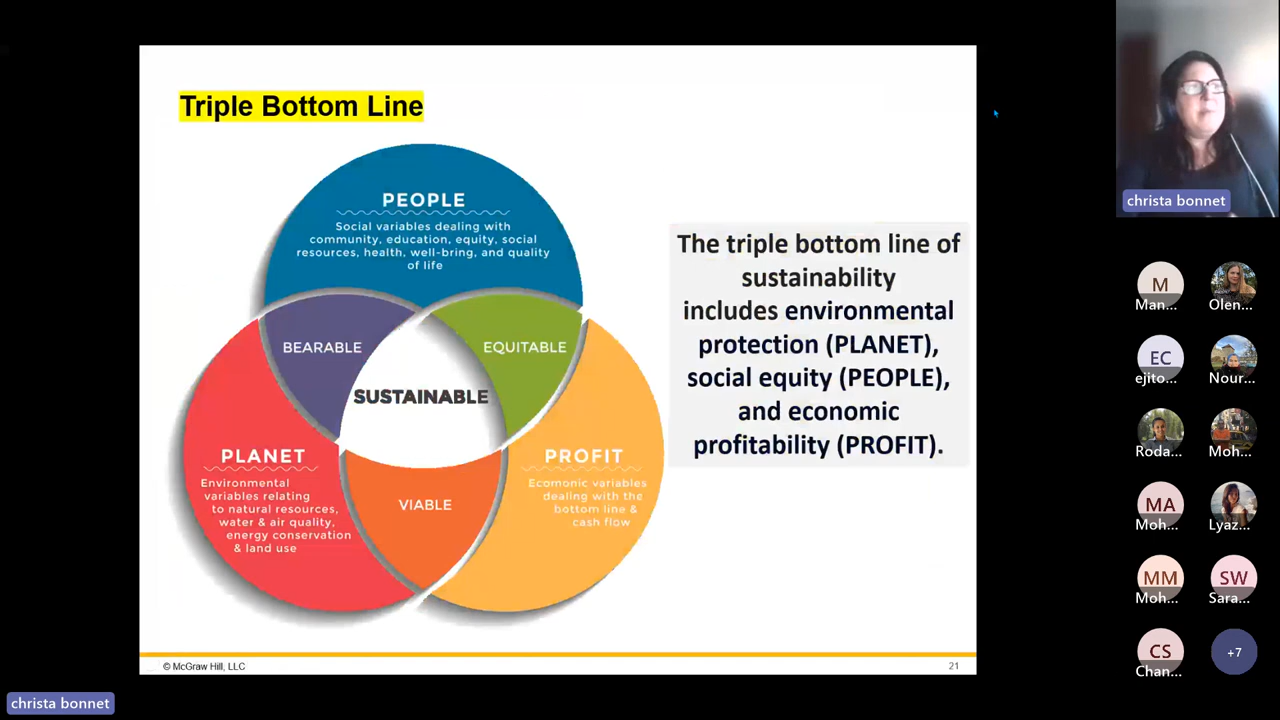 Triple Bottom Line
PEOPLE
Social variables dealing with
community, education, equity, social
resources, health, well-bring, and quality
of life
BEARABLE
EQUITABLE
SUSTAINABLE
PLANET
Environmental
variables relating
to natural resources,
water & air quality,
energy conservation
& land use
VIABLE
PROFIT
Ecomonic variables
dealing with the
bottom line &
cash flow
The triple bottom line of
sustainability
includes environmental
protection (PLANET),
social equity (PEOPLE),
and economic
profitability (PROFIT).
© McGraw Hill, LLC
21
christa bonnet
M
Man...
Olen...
EC
ejito...
Nour...
Roda...
Moh...
MA
Moh...
Lyaz...
MM
Moh...
SW
Sara...
CS
Chan...
+7
christa bonnet